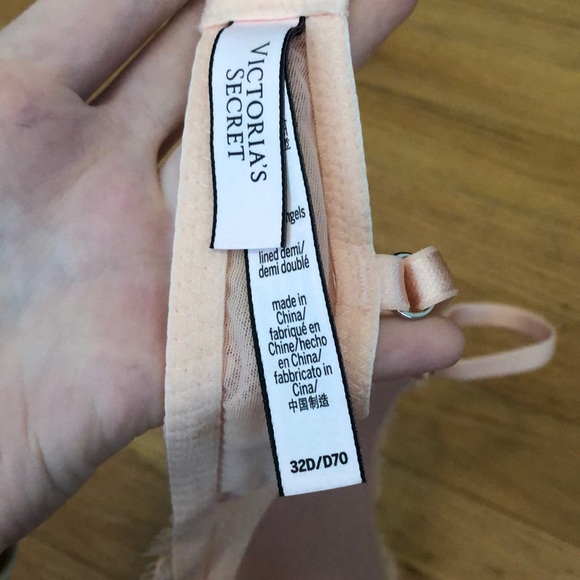 VICTORIA'S
SECRET
ngels
lined demi/
demi doublé
made in
China/
fabriqué en
Chine/hecho
en China/
fabbricato in
Cina/
中国制造
32D/D70